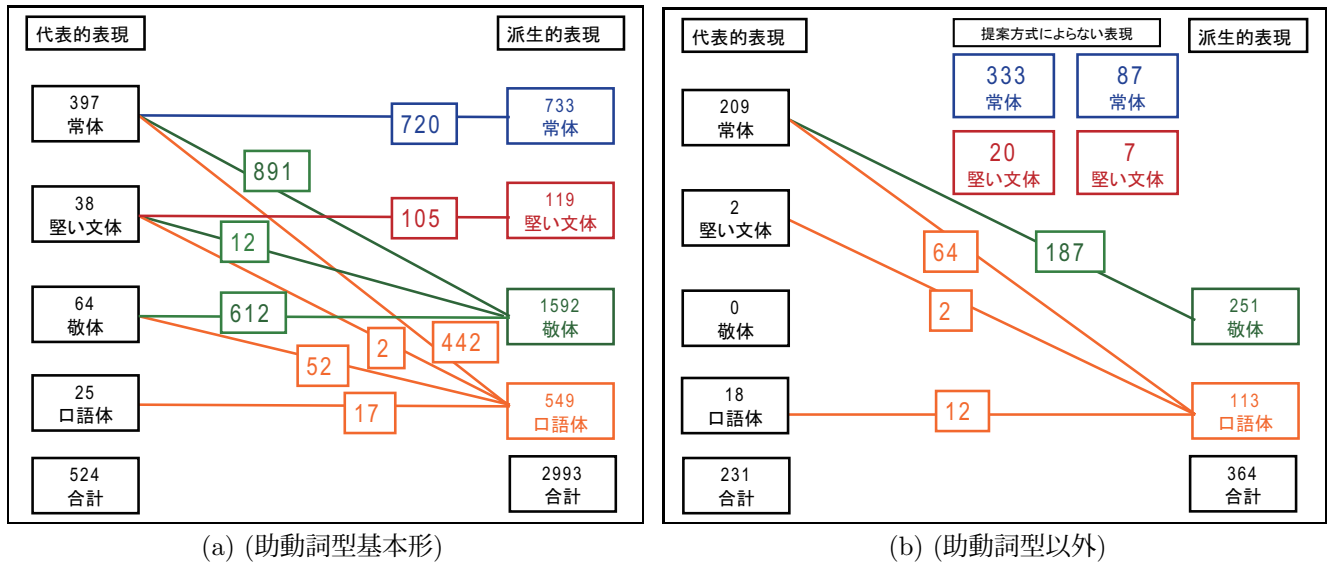 代表的表現
派生的表現
397
常体
720
733
常体
891
38
堅い文体
105
119
堅い文体
12
64
敬体
612
1592
敬体
2
442
52
25
口語体
17
549
口語体
524
合計
2993
合計
(a) (助動詞型基本形)
代表的表現
提案方式によらない表現
派生的表現
333
常体
87
常体
209
常体
20
堅い文体
7
堅い文体
2
堅い文体
64
187
0
敬体
2
251
敬体
18
口語体
12
113
口語体
231
合計
364
合計
(b) (助動詞型以外)